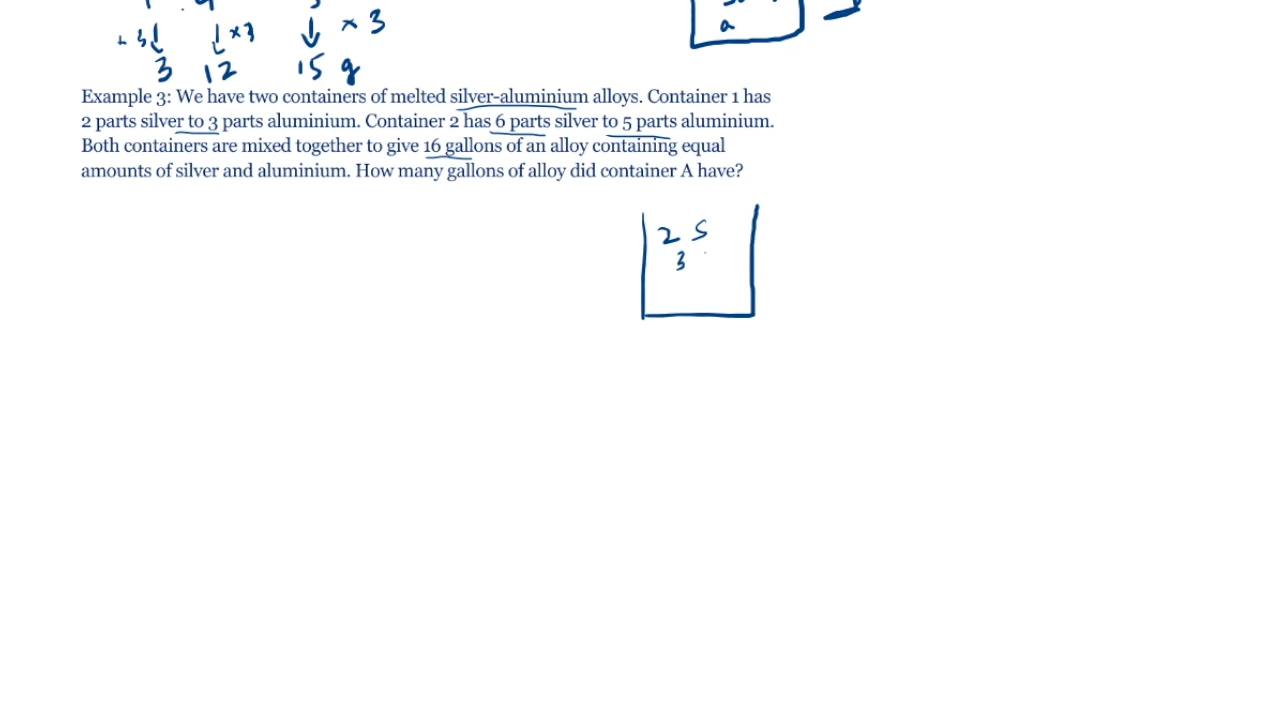 a
× 3
3 12 15 g
Example 3: We have two containers of melted silver-aluminium alloys. Container 1 has
2 parts silver to 3 parts aluminium. Container 2 has 6 parts silver to 5 parts aluminium.
Both containers are mixed together to give 16 gallons of an alloy containing equal
amounts of silver and aluminium. How many gallons of alloy did container A have?
2 S
3